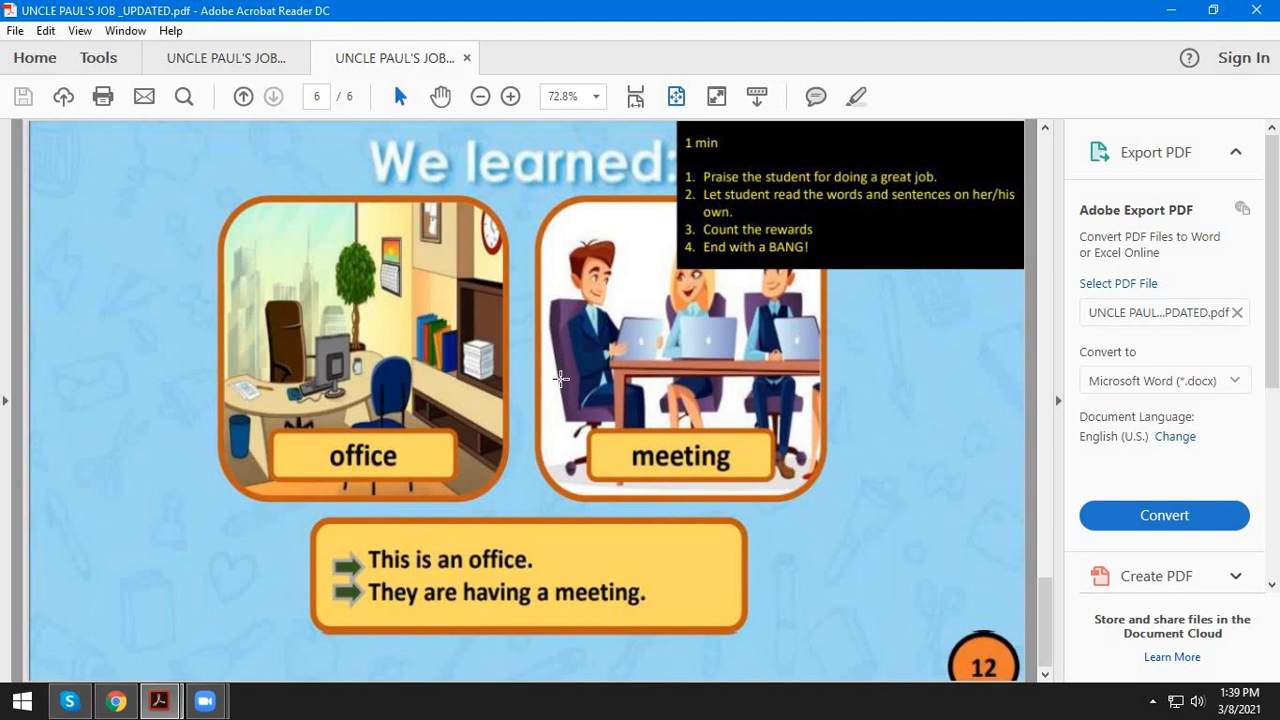 UNCLE PAUL'S JOB _UPDATED.pdf - Adobe Acrobat Reader DC
File Edit View Window Help
Home Tools UNCLE PAUL'S JOB... UNCLE PAUL'S JOB... × Sign In
6 / 6 72.8%
We learned:
1 min
1. Praise the student for doing a great job.
2. Let student read the words and sentences on her/his
own.
3. Count the rewards
4. End with a BANG!
office
meeting
This is an office.
They are having a meeting.
12
Export PDF
Adobe Export PDF
Convert PDF Files to Word
or Excel Online
Select PDF File
UNCLE PAUL...PDATED.pdf ×
Convert to
Microsoft Word (*.docx)
Document Language:
English (U.S.) Change
Convert
Create PDF
Store and share files in the
Document Cloud
Learn More
1:39 PM
3/8/2021